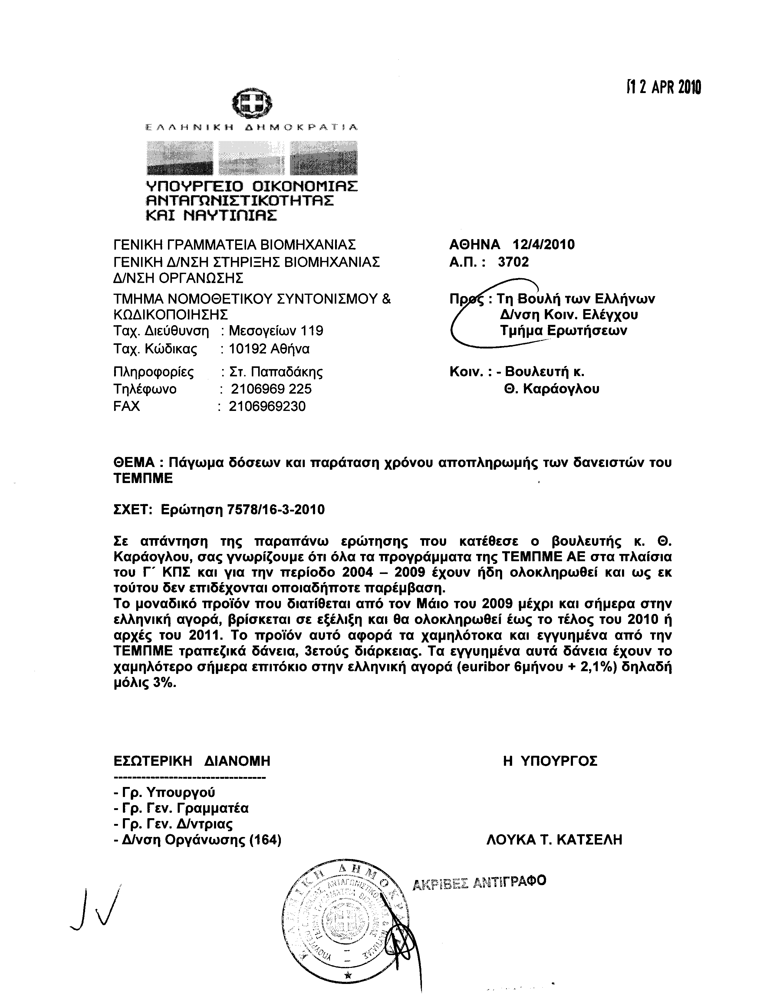 12 APR 2010
ΕΛΛΗΝΙΚΗ ΔΗΜΟΚΡΑΤΙΑ
ΥΠΟΥΡΓΕΙΟ ΟΙΚΟΝΟΜΙΑΣ
ΑΝΤΑΓΩΝΙΣΤΙΚΟΤΗΤΑΣ
ΚΑΙ ΝΑΥΤΙΛΙΑΣ
ΓΕΝΙΚΗ ΓΡΑΜΜΑΤΕΙΑ ΒΙΟΜΗΧΑΝΙΑΣ
ΓΕΝΙΚΗ Δ/ΝΣΗ ΣΤΗΡΙΞΗΣ ΒΙΟΜΗΧΑΝΙΑΣ
Δ/ΝΣΗ ΟΡΓΑΝΩΣΗΣ
ΤΜΗΜΑ ΝΟΜΟΘΕΤΙΚΟΥ ΣΥΝΤΟΝΙΣΜΟΥ &
ΚΩΔΙΚΟΠΟΙΗΣΗΣ
Ταχ. Διεύθυνση : Μεσογείων 119
Ταχ. Κώδικας : 10192 Αθήνα
Πληροφορίες : Στ. Παπαδάκης
Τηλέφωνο : 2106969 225
FAX : 2106969230
ΑΘΗΝΑ 12/4/2010
Α.Π. : 3702
Προς : Τη Βουλή των Ελλήνων
Δ/νση Κοιν. Ελέγχου
Τμήμα Ερωτήσεων
Κοιν. : - Βουλευτή κ.
Θ. Καράογλου
ΘΕΜΑ : Πάγωμα δόσεων και παράταση χρόνου αποπληρωμής των δανειστών του
ΤΕΜΠΜΕ
ΣΧΕΤ: Ερώτηση 7578/16-3-2010
Σε απάντηση της παραπάνω ερώτησης που κατέθεσε ο βουλευτής κ. Θ.
Καράογλου, σας γνωρίζουμε ότι όλα τα προγράμματα της ΤΕΜΠΜΕ ΑΕ στα πλαίσια
του Γ΄ ΚΠΣ και για την περίοδο 2004 – 2009 έχουν ήδη ολοκληρωθεί και ως εκ
τούτου δεν επιδέχονται οποιαδήποτε παρέμβαση.
Το μοναδικό προϊόν που διατίθεται από τον Μάιο του 2009 μέχρι και σήμερα στην
ελληνική αγορά, βρίσκεται σε εξέλιξη και θα ολοκληρωθεί έως το τέλος του 2010 ή
αρχές του 2011. Το προϊόν αυτό αφορά τα χαμηλότοκα και εγγυημένα από την
ΤΕΜΠΜΕ τραπεζικά δάνεια, 3ετούς διάρκειας. Τα εγγυημένα αυτά δάνεια έχουν το
χαμηλότερο σήμερα επιτόκιο στην ελληνική αγορά (euribor 6μήνου + 2,1%) δηλαδή
μόλις 3%.
ΕΣΩΤΕΡΙΚΗ ΔΙΑΝΟΜΗ
---------------------------------
- Γρ. Υπουργού
- Γρ. Γεν. Γραμματέα
- Γρ. Γεν. Δ/ντριας
- Δ/νση Οργάνωσης (164)
Η ΥΠΟΥΡΓΟΣ
ΛΟΥΚΑ Τ. ΚΑΤΣΕΛΗ
ΑΚΡΙΒΕΣ ΑΝΤΙΓΡΑΦΟ
ΕΛΛΗΝΙΚΗ ΔΗΜΟΚΡΑΤΙΑ